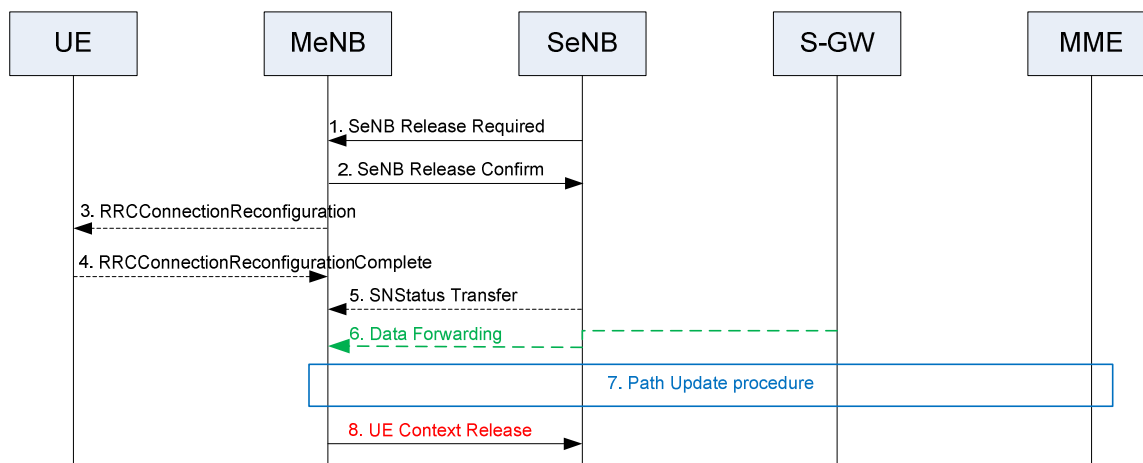 UE
MeNB
SeNB
S-GW
MME
1. SeNB Release Required
2. SeNB Release Confirm
3. RRCConnectionReconfiguration
4. RRCConnectionReconfigurationComplete
5. SNStatus Transfer
6. Data Forwarding
7. Path Update procedure
8. UE Context Release